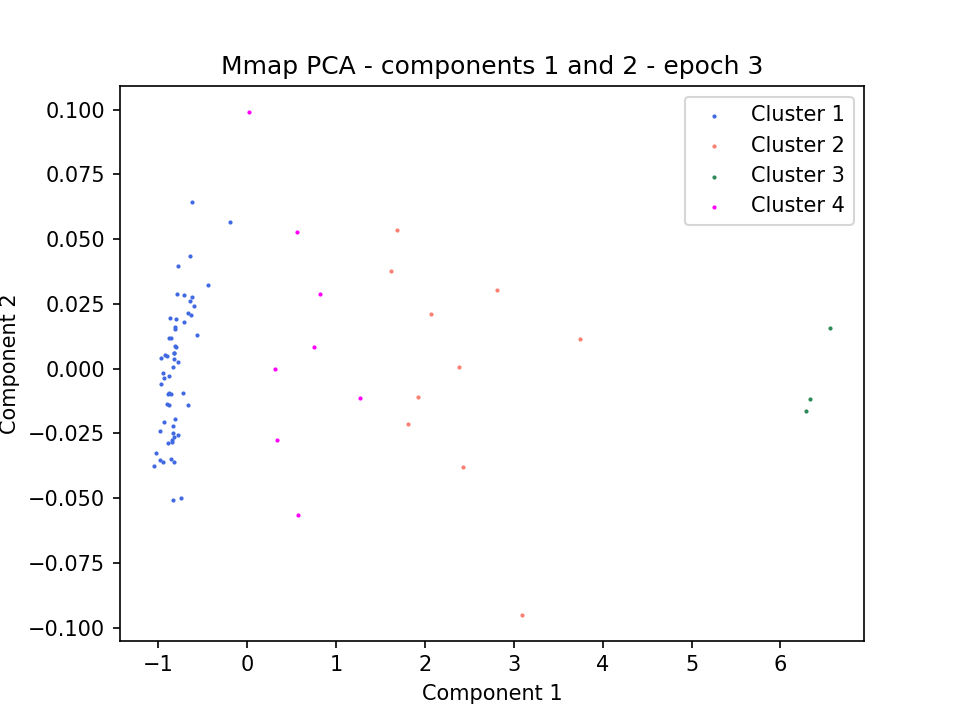 Mmap PCA - components 1 and 2 - epoch 3
Cluster 1
Cluster 2
Cluster 3
Cluster 4
0.100
0.075
0.050
0.025
0.000
−0.025
−0.050
−0.075
−0.100
Component 2
−1 0 1 2 3 4 5 6
Component 1